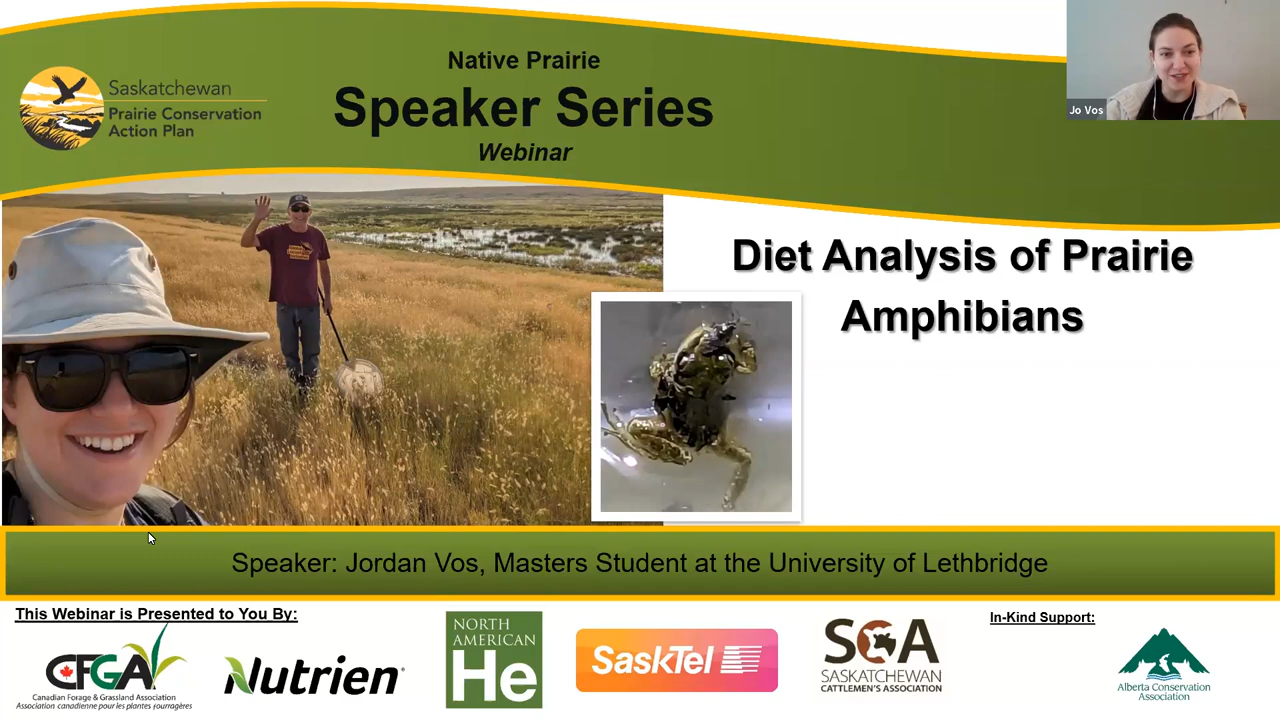 Native Prairie
Speaker Series
Webinar
Saskatchewan
Prairie Conservation
Action Plan
Jo Vos
Diet Analysis of Prairie
Amphibians
Speaker: Jordan Vos, Masters Student at the University of Lethbridge
This Webinar is Presented to You By:
In-Kind Support:
CFGA
Canadian Forage & Grassland Association
Association canadienne pour les plantes fourragères
Nutrien
NORTH
AMERICAN
He
SaskTel
SCA
SASKATCHEWAN
CATTLEMEN'S ASSOCIATION
Alberta Conservation
Association